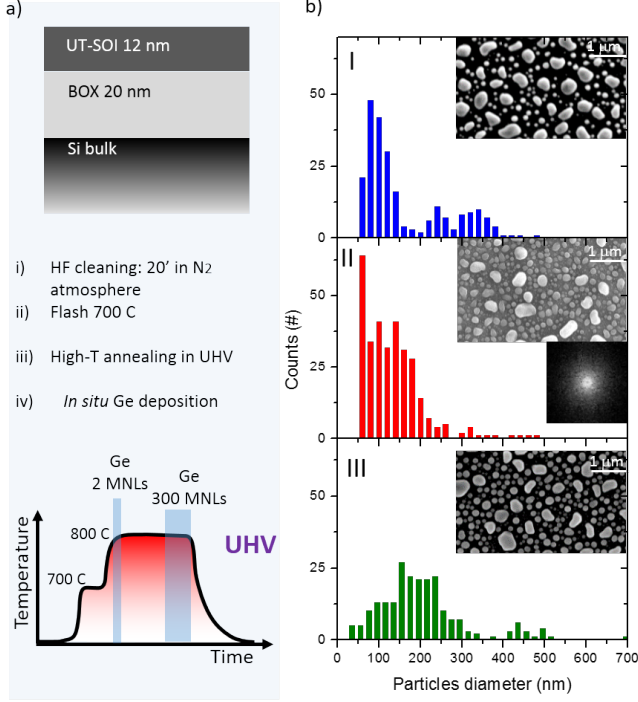 a)
UT-SOI 12 nm
BOX 20 nm
Si bulk
i) HF cleaning: 20’ in N2
atmosphere
ii) Flash 700 C
iii) High-T annealing in UHV
iv) In situ Ge deposition
Ge
2 MNLs
Ge
300 MNLs
800 C
700 C
UHV
Temperature
Time
b)
I
1 μm
50
25
0
II
1 μm
50
25
0
III
1 μm
50
25
0
Counts (#)
0 100 200 300 400 500 600 700
Particles diameter (nm)